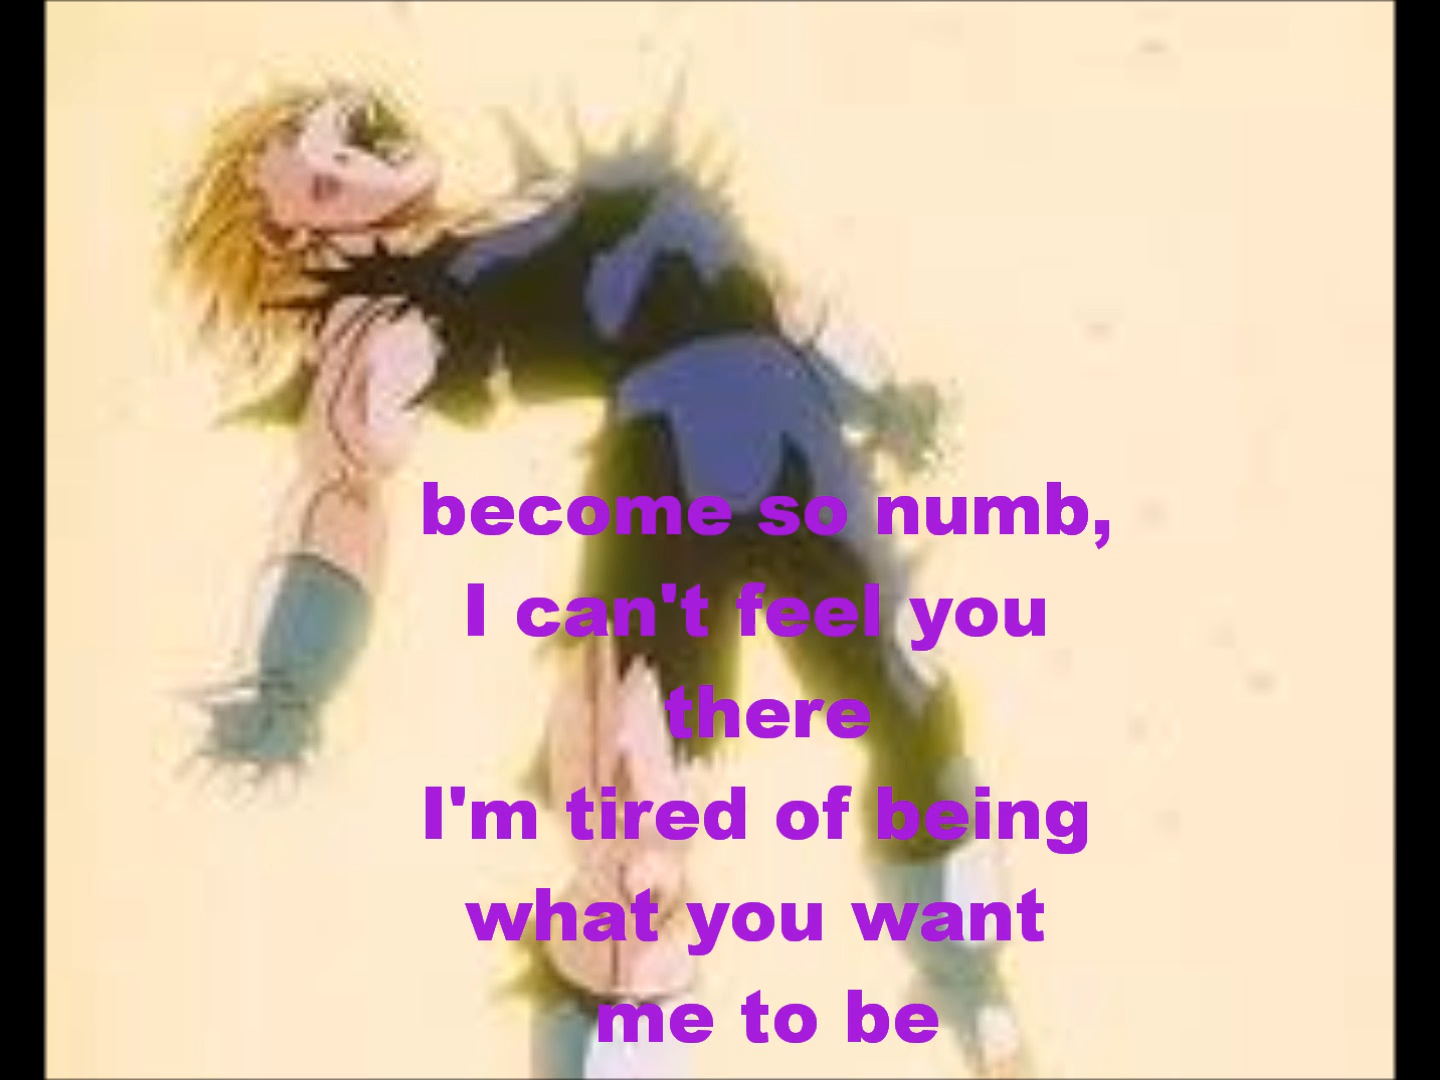 become so numb,
I can't feel you
there
I'm tired of being
what you want
me to be